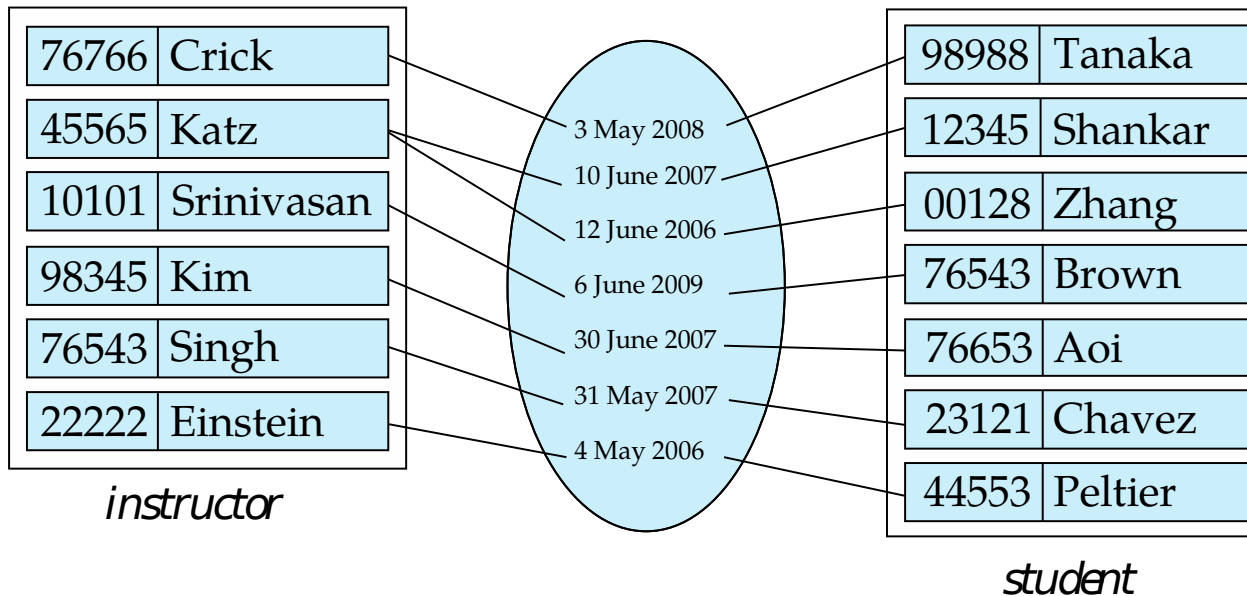 76766 Crick
45565 Katz
10101 Srinivasan
98345 Kim
76543 Singh
22222 Einstein
instructor
3 May 2008
10 June 2007
12 June 2006
6 June 2009
30 June 2007
31 May 2007
4 May 2006
98988 Tanaka
12345 Shankar
00128 Zhang
76543 Brown
76653 Aoi
23121 Chavez
44553 Peltier
student